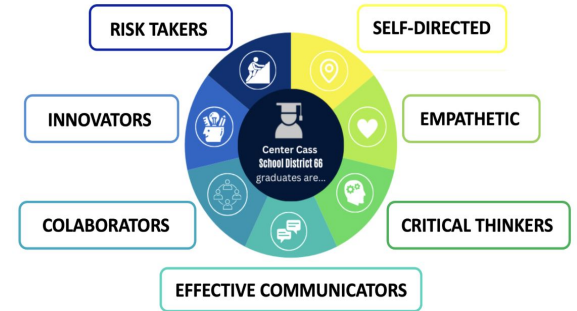 RISK TAKERS
SELF-DIRECTED
INNOVATORS
EMPATHETIC
Center Cass
School District 66
graduates are...
COLABORATORS
CRITICAL THINKERS
EFFECTIVE COMMUNICATORS